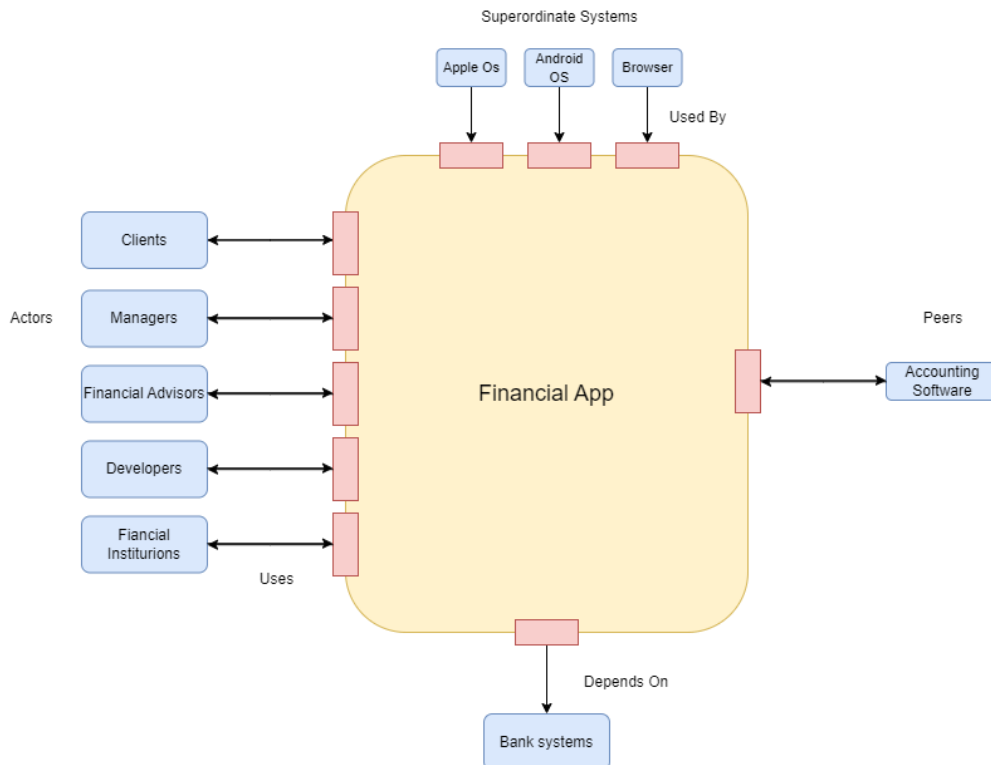 Superordinate Systems
Apple Os
Android
OS
Browser
Used By
Clients
Actors
Managers
Peers
Financial Advisors
Financial App
Accounting
Software
Developers
Fiancial
Institurions
Uses
Depends On
Bank systems